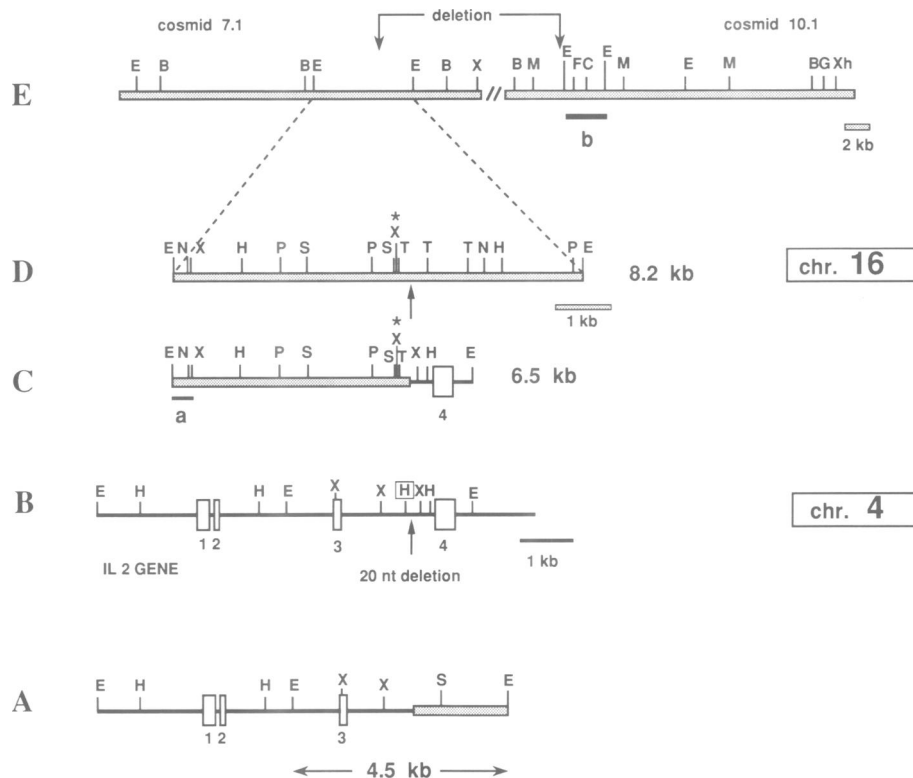 deletion
cosmid 7.1
cosmid 10.1
E B B E E B X B M E F C E M E M B G Xh
E
//
b
2 kb
*
E N X H P S P S X T T T N H P E
D
8.2 kb
chr. 16
1 kb
*
E N X H P S P S X T X H E
C
6.5 kb
a
4
E H H E X X H X H E
B
chr. 4
1 2 3 4
IL 2 GENE
20 nt deletion
1 kb
E H H E X X S E
A
1 2 3
4.5 kb